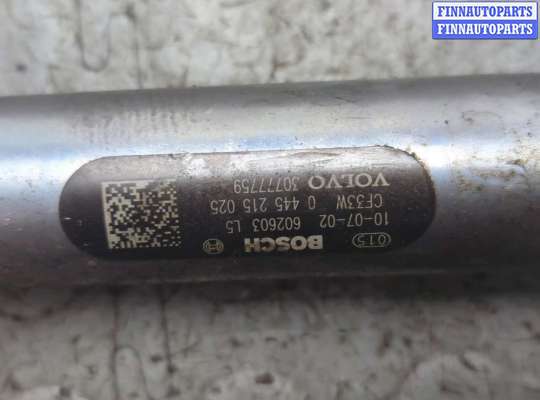 FINNAUTOPARTS
FINNAUTOPARTS
BOSCH
602603 L5
015
10-07-02
CF33W 0 445 215 025
VOLVO 30777759